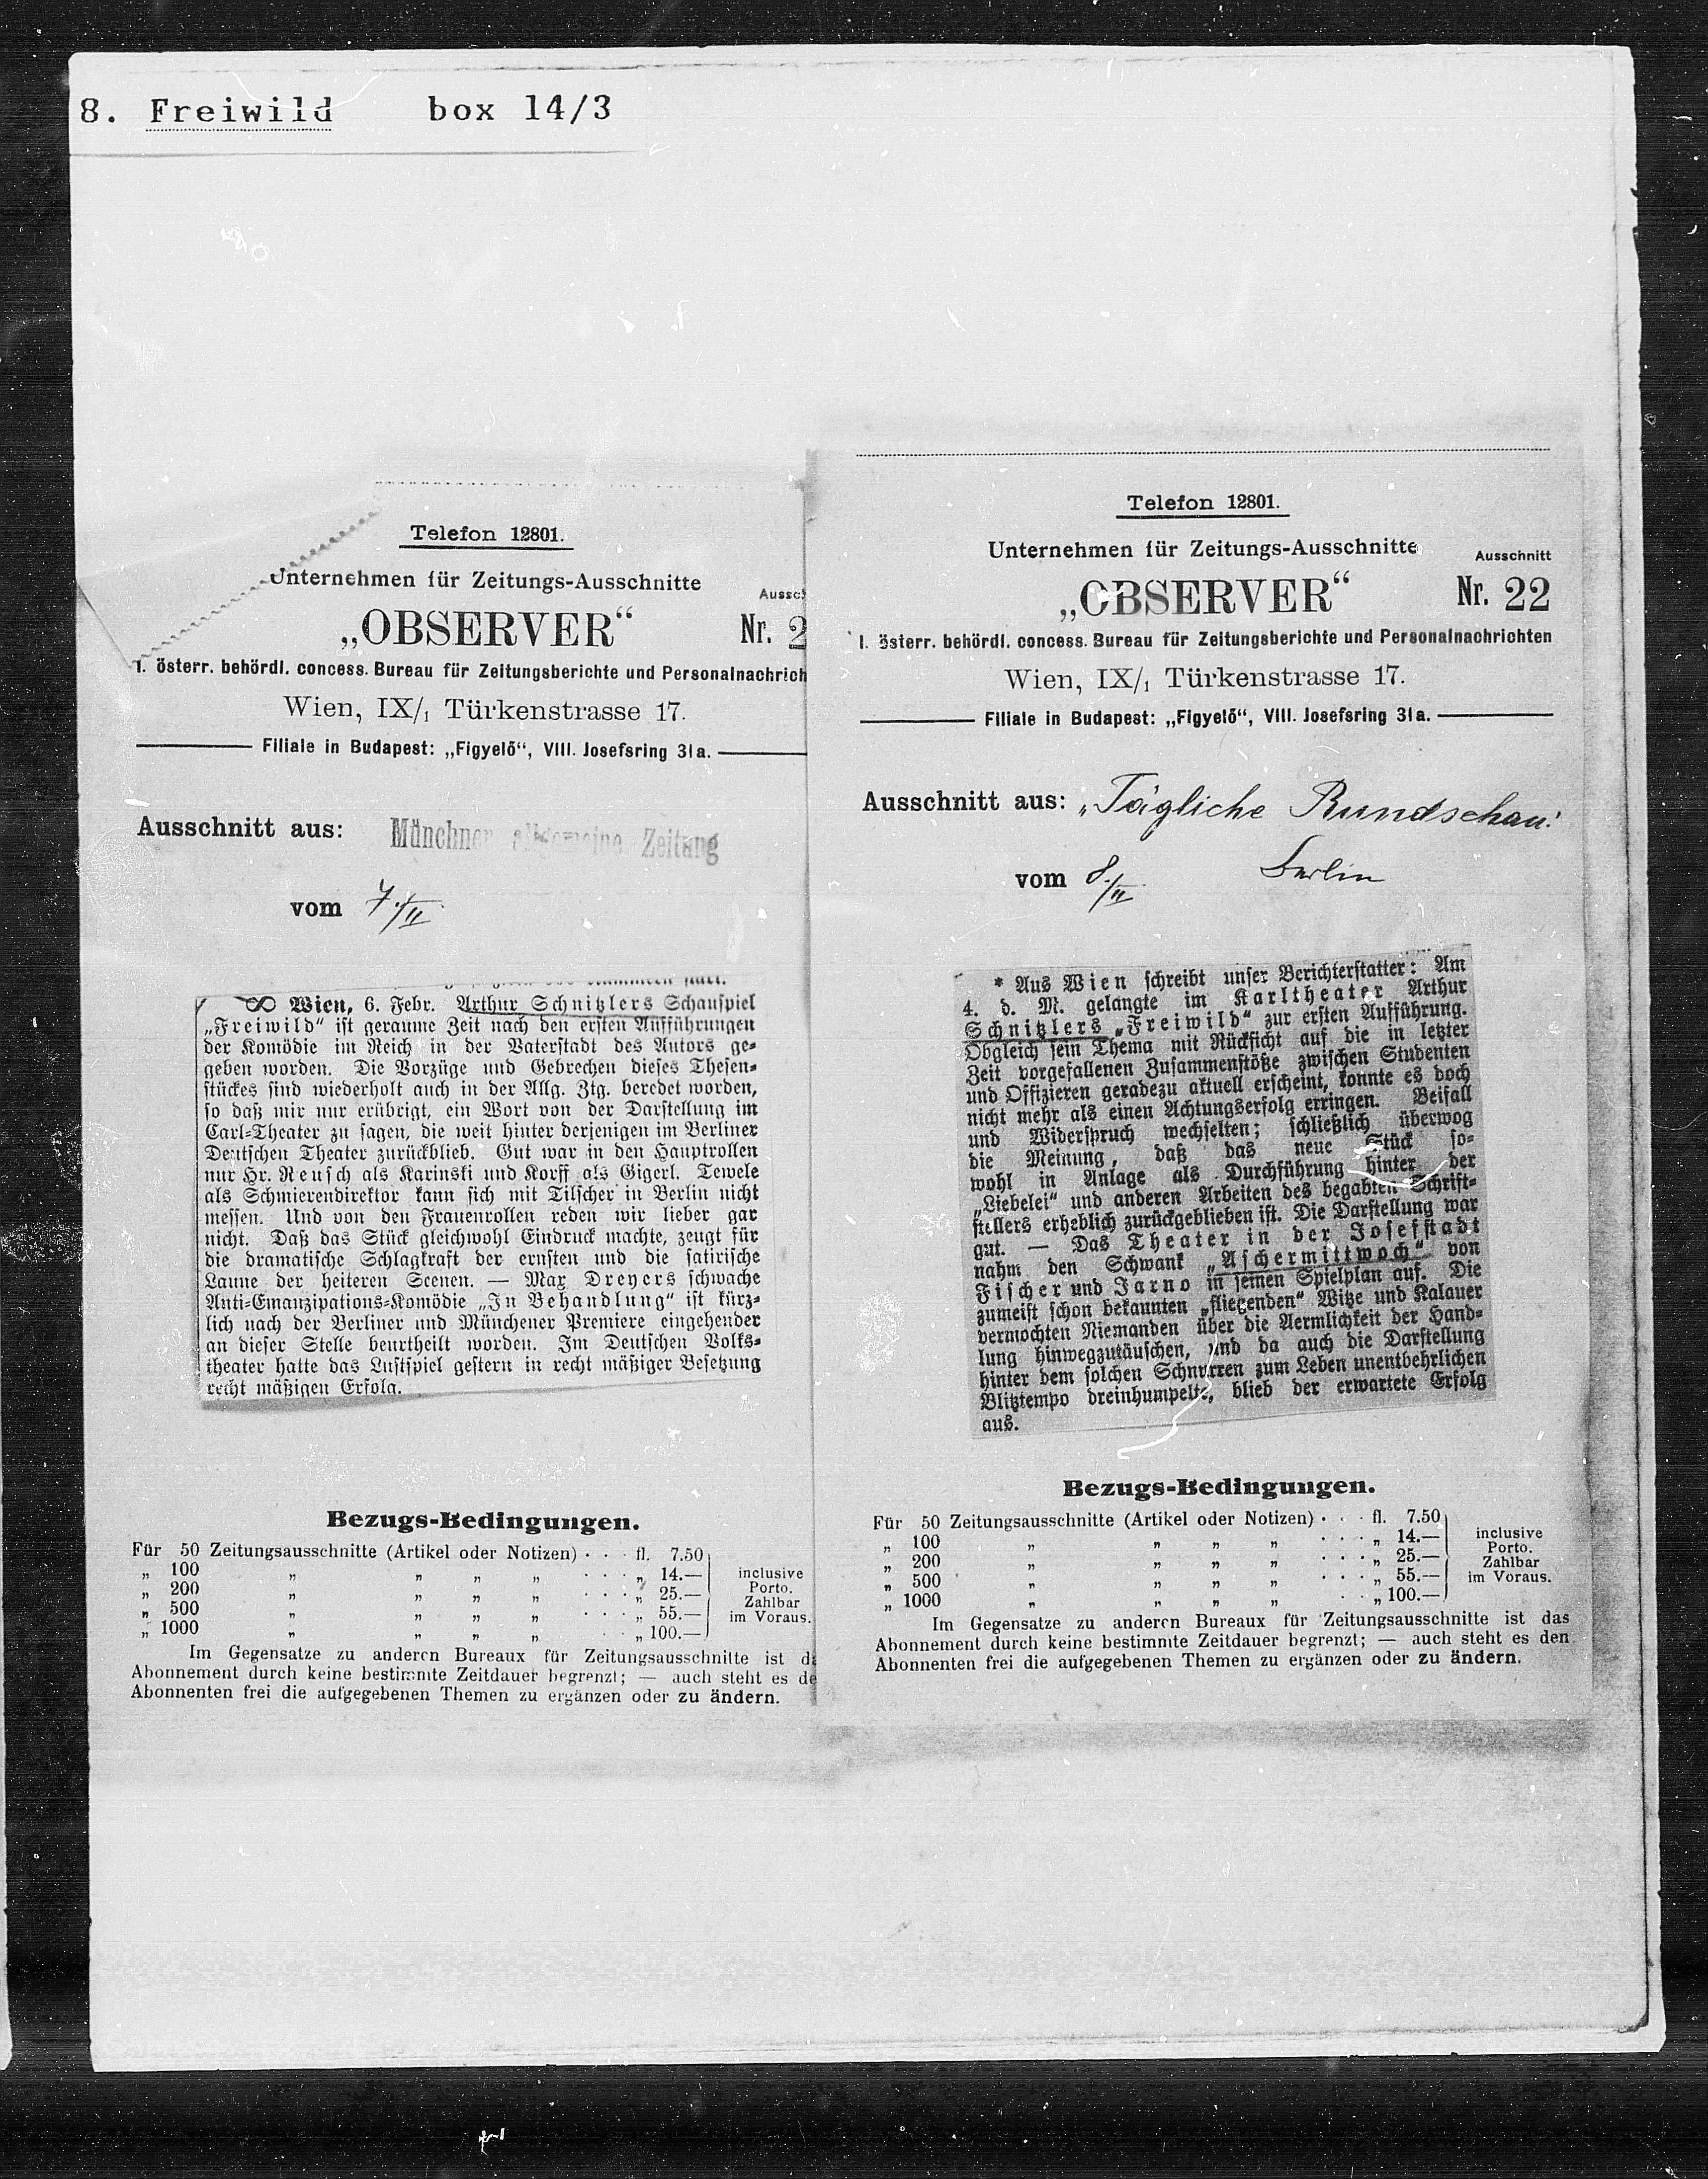 8. Freiwild box 14/3
Telefon 12801.
Unternehmen für Zeitungs-Ausschnitte
„OBSERVER“
Nr. 2
I. österr. behördl. concess. Bureau für Zeitungsberichte und Personalnachrich
Wien, IX/1 Türkenstrasse 17.
Filiale in Budapest: „Figyelő“, VIII. Josefsring 31a.
Ausschnitt aus: Münchner allgemeine Zeitung
vom 7./II
∞ Wien, 6. Febr. Arthur Schnitzlers Schauspiel
„Freiwild“ ist geraume Zeit nach den ersten Aufführungen
der Komödie im Reich in der Vaterstadt des Autors ge-
geben worden. Die Vorzüge und Gebrechen dieses Thesen-
stückes sind wiederholt auch in der Allg. Ztg. beredet worden,
so daß mir nur erübrigt, ein Wort von der Darstellung im
Carl-Theater zu sagen, die weit hinter derjenigen im Berliner
Deutschen Theater zurückblieb. Gut war in den Hauptrollen
nur Hr. Reusch als Karinski und Korff als Gigerl. Tewele
als Schmierendirektor kann sich mit Tilscher in Berlin nicht
messen. Und von den Frauenrollen reden wir lieber gar
nicht. Daß das Stück gleichwohl Eindruck machte, zeugt für
die dramatische Schlagkraft der ernsten und die satirische
Laune der heiteren Scenen. — Max Dreyers schwache
Anti-Emanzipations-Komödie „In Behandlung“ ist kürz-
lich nach der Berliner und Münchener Premiere eingehender
an dieser Stelle beurtheilt worden. Im Deutschen Volks-
theater hatte das Lustspiel gestern in recht mäßiger Besetzung
recht mäßigen Erfolg.
Bezugs-Bedingungen.
Für 50 Zeitungsausschnitte (Artikel oder Notizen) . . . fl. 7.50
„ 100 „ „ „ „ . . . „ 14.—
„ 200 „ „ „ „ . . . „ 25.—
„ 500 „ „ „ „ . . . „ 55.—
„ 1000 „ „ „ „ . . „ 100.—
inclusive
Porto.
Zahlbar
im Voraus.
Im Gegensatze zu anderen Bureaux für Zeitungsausschnitte ist d
Abonnement durch keine bestimmte Zeitdauer begrenzt; — auch steht es de
Abonnenten frei die aufgegebenen Themen zu ergänzen oder zu ändern.
Telefon 12801.
Unternehmen für Zeitungs-Ausschnitte
Ausschnitt
„OBSERVER“
Nr. 22
I. österr. behördl. concess. Bureau für Zeitungsberichte und Personalnachrichten
Wien, IX/1 Türkenstrasse 17.
Filiale in Budapest: „Figyelő“, VIII. Josefsring 31a.
Ausschnitt aus: „Tägliche Rundschau“
vom 8./II Berlin
* Aus Wien schreibt unser Berichterstatter: Am
4. d. M. gelangte im Karltheater Arthur
Schnitzlers „Freiwild“ zur ersten Aufführung.
Obgleich sein Thema mit Rücksicht auf die in letzter
Zeit vorgefallenen Zusammenstöße zwischen Studenten
und Offizieren geradezu aktuell erscheint, konnte es doch
nicht mehr als einen Achtungserfolg erringen. Beifall
und Widerspruch wechselten; schließlich überwog
die Meinung, daß das neue Stück so-
wohl in Anlage als Durchführung hinter der
„Liebelei“ und anderen Arbeiten des begabten Schrift-
stellers erheblich zurückgeblieben ist. Die Darstellung war
gut. — Das Theater in der Josefstadt
nahm den Schwank „Aschermittwoch“ von
Fischer und Jarno in seinen Spielplan auf. Die
zumeist schon bekannten „fliegenden“ Witze und Kalauer
vermochten Niemanden über die Aermlichkeit der Hand-
lung hinwegzutäuschen, und da auch die Darstellung
hinter dem solchen Schnurren zum Leben unentbehrlichen
Blitztempo dreinhumpelte, blieb der erwartete Erfolg
aus.
Bezugs-Bedingungen.
Für 50 Zeitungsausschnitte (Artikel oder Notizen) . . . fl. 7.50
„ 100 „ „ „ „ . . . „ 14.—
„ 200 „ „ „ „ . . . „ 25.—
„ 500 „ „ „ „ . . . „ 55.—
„ 1000 „ „ „ „ . . „ 100.—
inclusive
Porto.
Zahlbar
im Voraus.
Im Gegensatze zu anderen Bureaux für Zeitungsausschnitte ist das
Abonnement durch keine bestimmte Zeitdauer begrenzt; — auch steht es den
Abonnenten frei die aufgegebenen Themen zu ergänzen oder zu ändern.